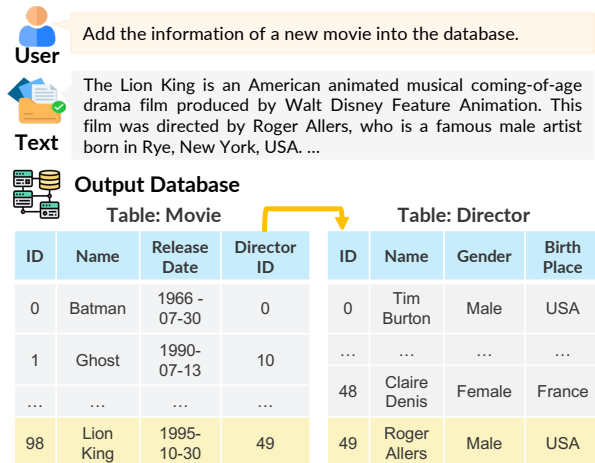 Add the information of a new movie into the database.
User
The Lion King is an American animated musical coming-of-age
drama film produced by Walt Disney Feature Animation. This
film was directed by Roger Allers, who is a famous male artist
born in Rye, New York, USA. ...
Text
Output Database
Table: Movie
ID Name Release Date Director ID
0 Batman 1966 - 07-30 0
1 Ghost 1990- 07-13 10
... ... ... ...
98 Lion King 1995- 10-30 49
Table: Director
ID Name Gender Birth Place
0 Tim Burton Male USA
... ... ... ...
48 Claire Denis Female France
49 Roger Allers Male USA